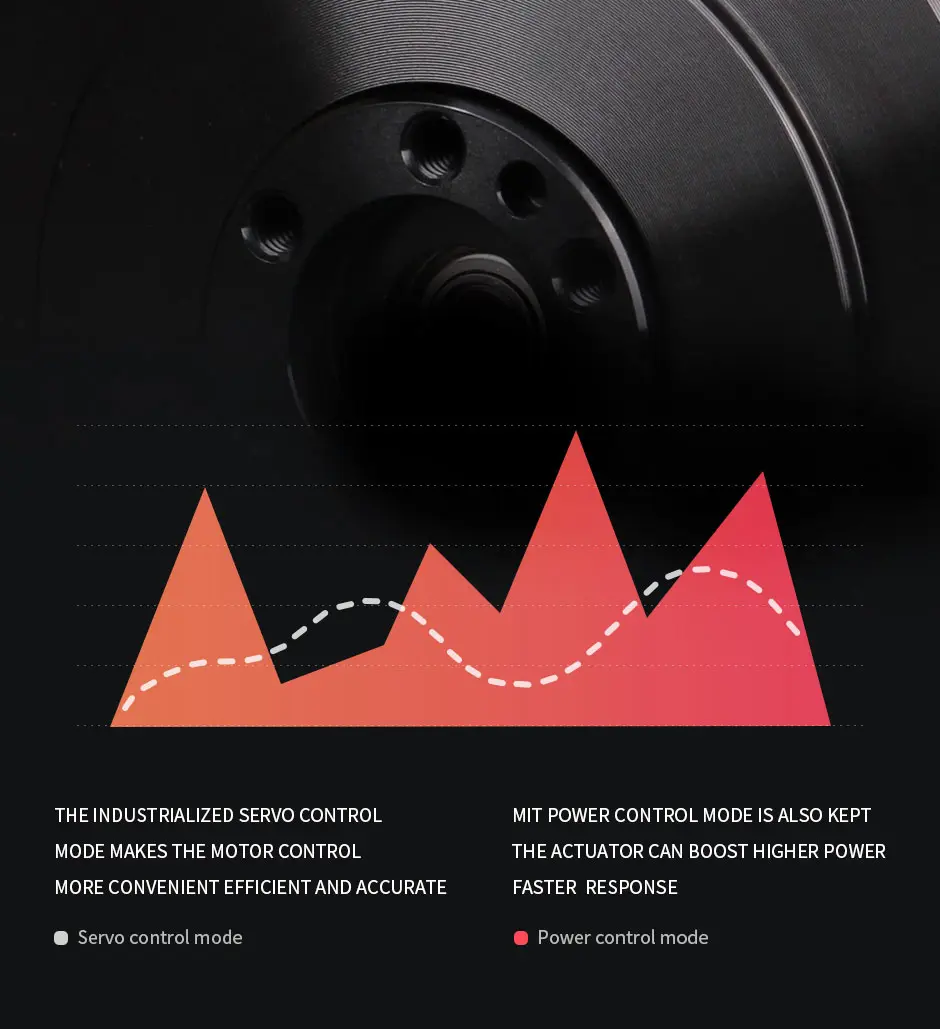 THE INDUSTRIALIZED SERVO CONTROL
MODE MAKES THE MOTOR CONTROL
MORE CONVENIENT EFFICIENT AND ACCURATE
Servo control mode
MIT POWER CONTROL MODE IS ALSO KEPT
THE ACTUATOR CAN BOOST HIGHER POWER
FASTER RESPONSE
Power control mode